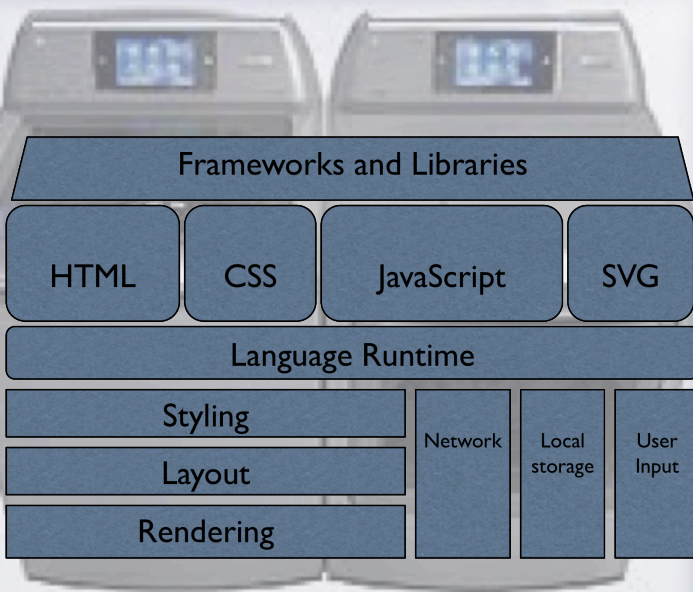 Frameworks and Libraries
HTML
CSS
JavaScript
SVG
Language Runtime
Styling
Layout
Rendering
Network
Local
storage
User
Input